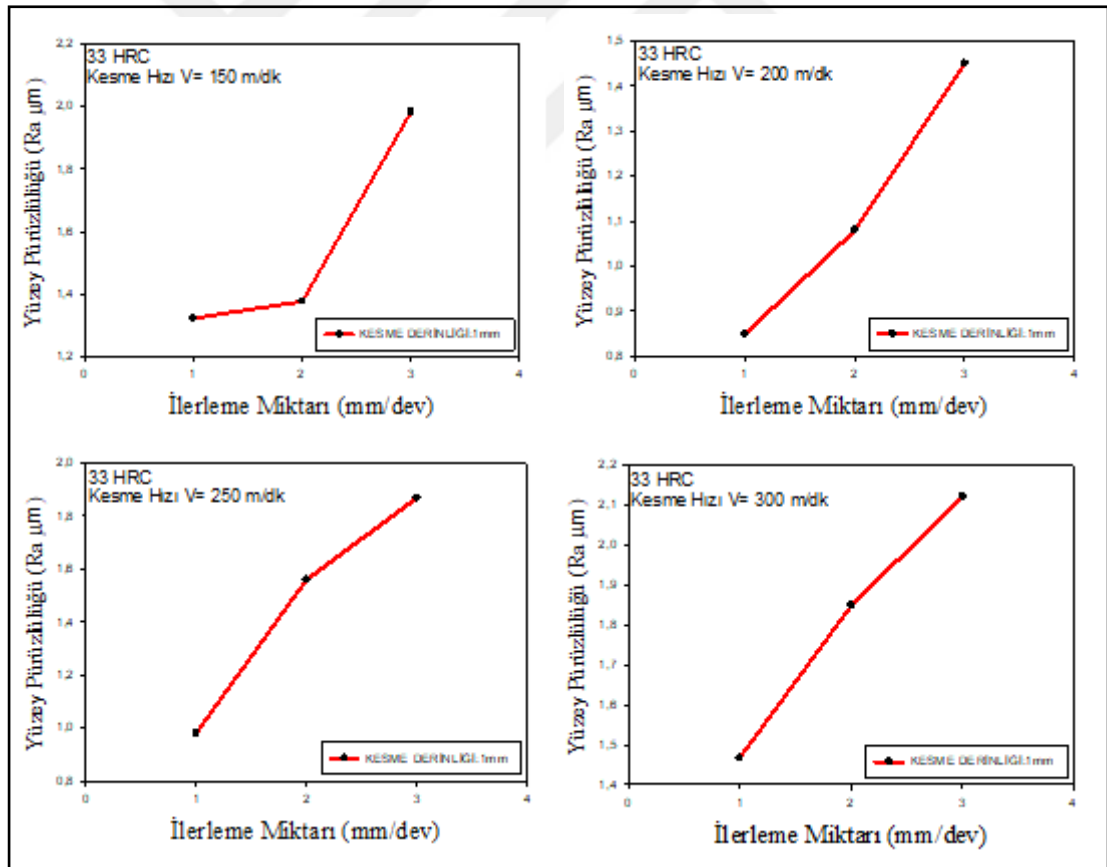 33 HRC
Kesme Hızı V= 150 m/dk
Yüzey Pürüzlülüğü (Ra µm)
2,2
2,0
1,8
1,6
1,4
1,2
0
1
2
3
4
KESME DERİNLİĞİ:1mm
İlerleme Miktarı (mm/dev)
33 HRC
Kesme Hızı V= 200 m/dk
Yüzey Pürüzlülüğü (Ra µm)
1,5
1,4
1,3
1,2
1,1
1,0
0,9
0,8
0
1
2
3
4
KESME DERİNLİĞİ:1mm
İlerleme Miktarı (mm/dev)
33 HRC
Kesme Hızı V= 250 m/dk
Yüzey Pürüzlülüğü (Ra µm)
2,0
1,8
1,6
1,4
1,2
1,0
0,8
0
1
2
3
4
KESME DERİNLİĞİ:1mm
İlerleme Miktarı (mm/dev)
33 HRC
Kesme Hızı V= 300 m/dk
Yüzey Pürüzlülüğü (Ra µm)
2,2
2,1
2,0
1,9
1,8
1,7
1,6
1,5
1,4
0
1
2
3
4
KESME DERİNLİĞİ:1mm
İlerleme Miktarı (mm/dev)